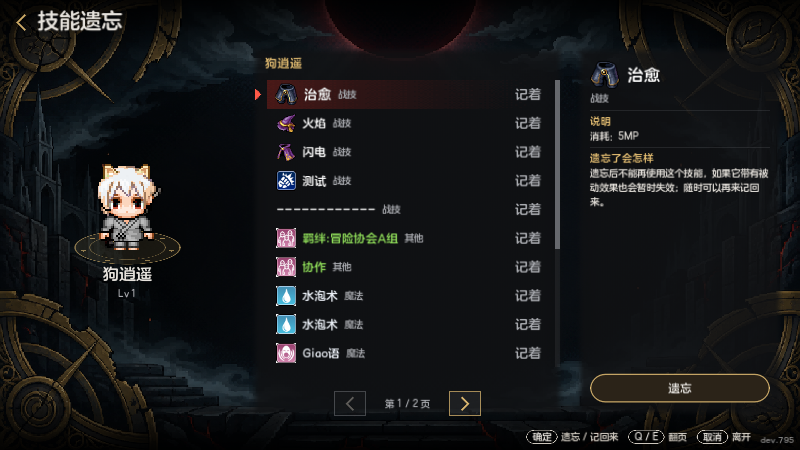 技能遗忘
狗逍遥
治愈 战技 记着
火焰 战技 记着
闪电 战技 记着
测试 战技 记着
------------- 战技 记着
羁绊:冒险协会A组 其他 记着
协作 其他 记着
水泡术 魔法 记着
水泡术 魔法 记着
Giao语 魔法 记着
第 1 / 2 页
狗逍遥
Lv1
治愈
战技
说明
消耗: 5MP
遗忘了会怎样
遗忘后不能再使用这个技能，如果它带有被
动效果也会暂时失效；随时可以再来记回
来。
遗忘
确定 遗忘 / 记回来 Q / E 翻页 取消 离开
dev.795